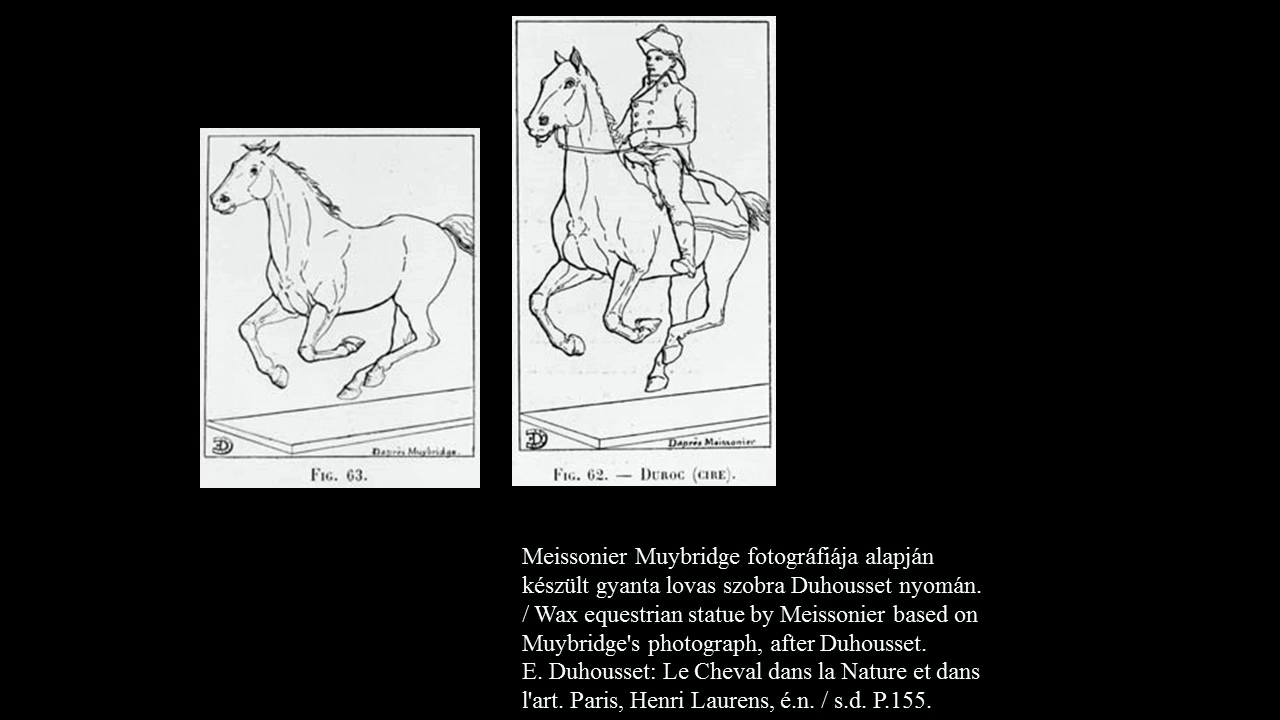 ED
D'après Muybridge.
FIG. 63.
ED
D'après Meissonier
FIG. 62. — DUROC (CIRE).
Meissonier Muybridge fotográfiája alapján
készült gyanta lovas szobra Duhousset nyomán.
/ Wax equestrian statue by Meissonier based on
Muybridge's photograph, after Duhousset.
E. Duhousset: Le Cheval dans la Nature et dans
l'art. Paris, Henri Laurens, é.n. / s.d. P.155.